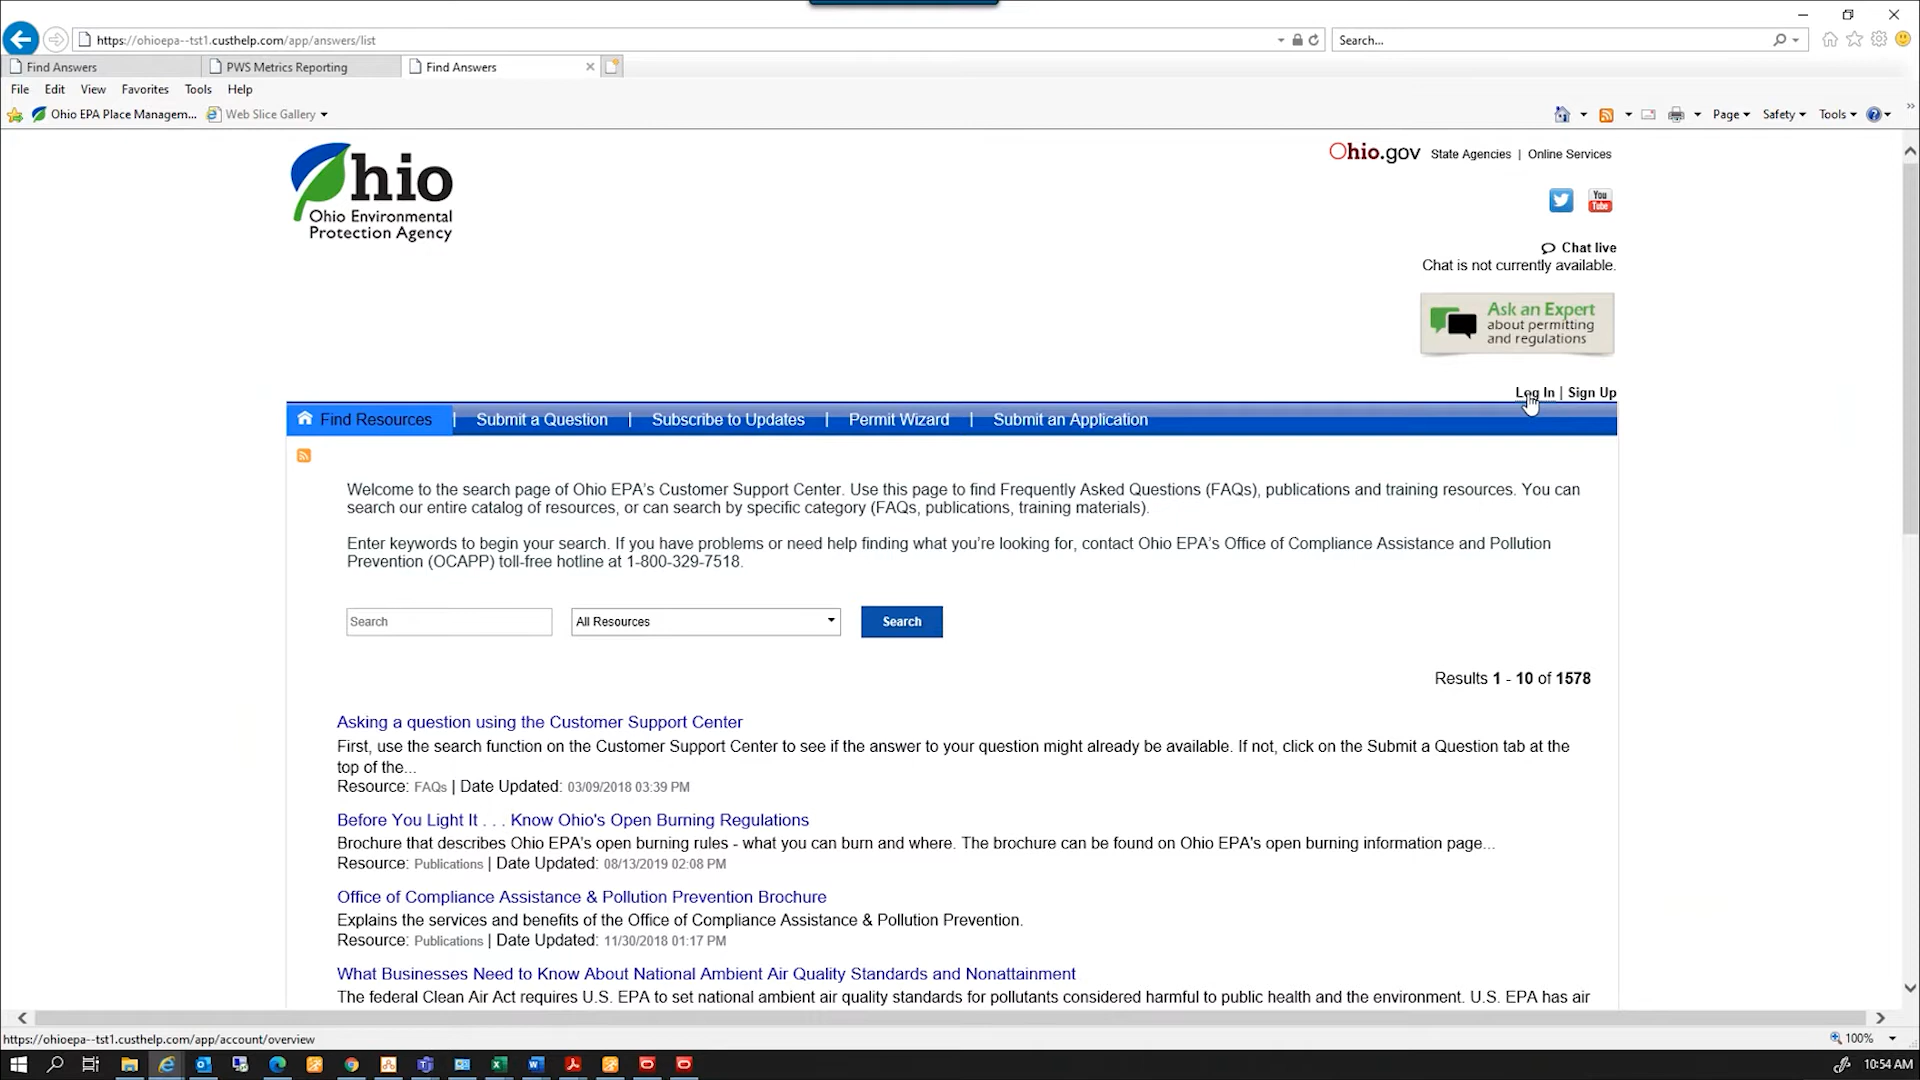 https://ohioepa--tst1.custhelp.com/app/answers/list
Search...
Find Answers
PWS Metrics Reporting
Find Answers
File Edit View Favorites Tools Help
Ohio EPA Place Managem...
Web Slice Gallery
Page
Safety
Tools
Ohio
Ohio Environmental
Protection Agency
Ohio.gov State Agencies | Online Services
You
Tube
Chat live
Chat is not currently available.
Ask an Expert
about permitting
and regulations
Log In | Sign Up
Find Resources | Submit a Question | Subscribe to Updates | Permit Wizard | Submit an Application
Welcome to the search page of Ohio EPA's Customer Support Center. Use this page to find Frequently Asked Questions (FAQs), publications and training resources. You can
search our entire catalog of resources, or can search by specific category (FAQs, publications, training materials).
Enter keywords to begin your search. If you have problems or need help finding what you're looking for, contact Ohio EPA's Office of Compliance Assistance and Pollution
Prevention (OCAPP) toll-free hotline at 1-800-329-7518.
Search
All Resources
Search
Results 1 - 10 of 1578
Asking a question using the Customer Support Center
First, use the search function on the Customer Support Center to see if the answer to your question might already be available. If not, click on the Submit a Question tab at the
top of the...
Resource: FAQs | Date Updated: 03/09/2018 03:39 PM
Before You Light It . . . Know Ohio's Open Burning Regulations
Brochure that describes Ohio EPA's open burning rules - what you can burn and where. The brochure can be found on Ohio EPA's open burning information page...
Resource: Publications | Date Updated: 08/13/2019 02:08 PM
Office of Compliance Assistance & Pollution Prevention Brochure
Explains the services and benefits of the Office of Compliance Assistance & Pollution Prevention.
Resource: Publications | Date Updated: 11/30/2018 01:17 PM
What Businesses Need to Know About National Ambient Air Quality Standards and Nonattainment
The federal Clean Air Act requires U.S. EPA to set national ambient air quality standards for pollutants considered harmful to public health and the environment. U.S. EPA has air
https://ohioepa--tst1.custhelp.com/app/account/overview
100%
10:54 AM